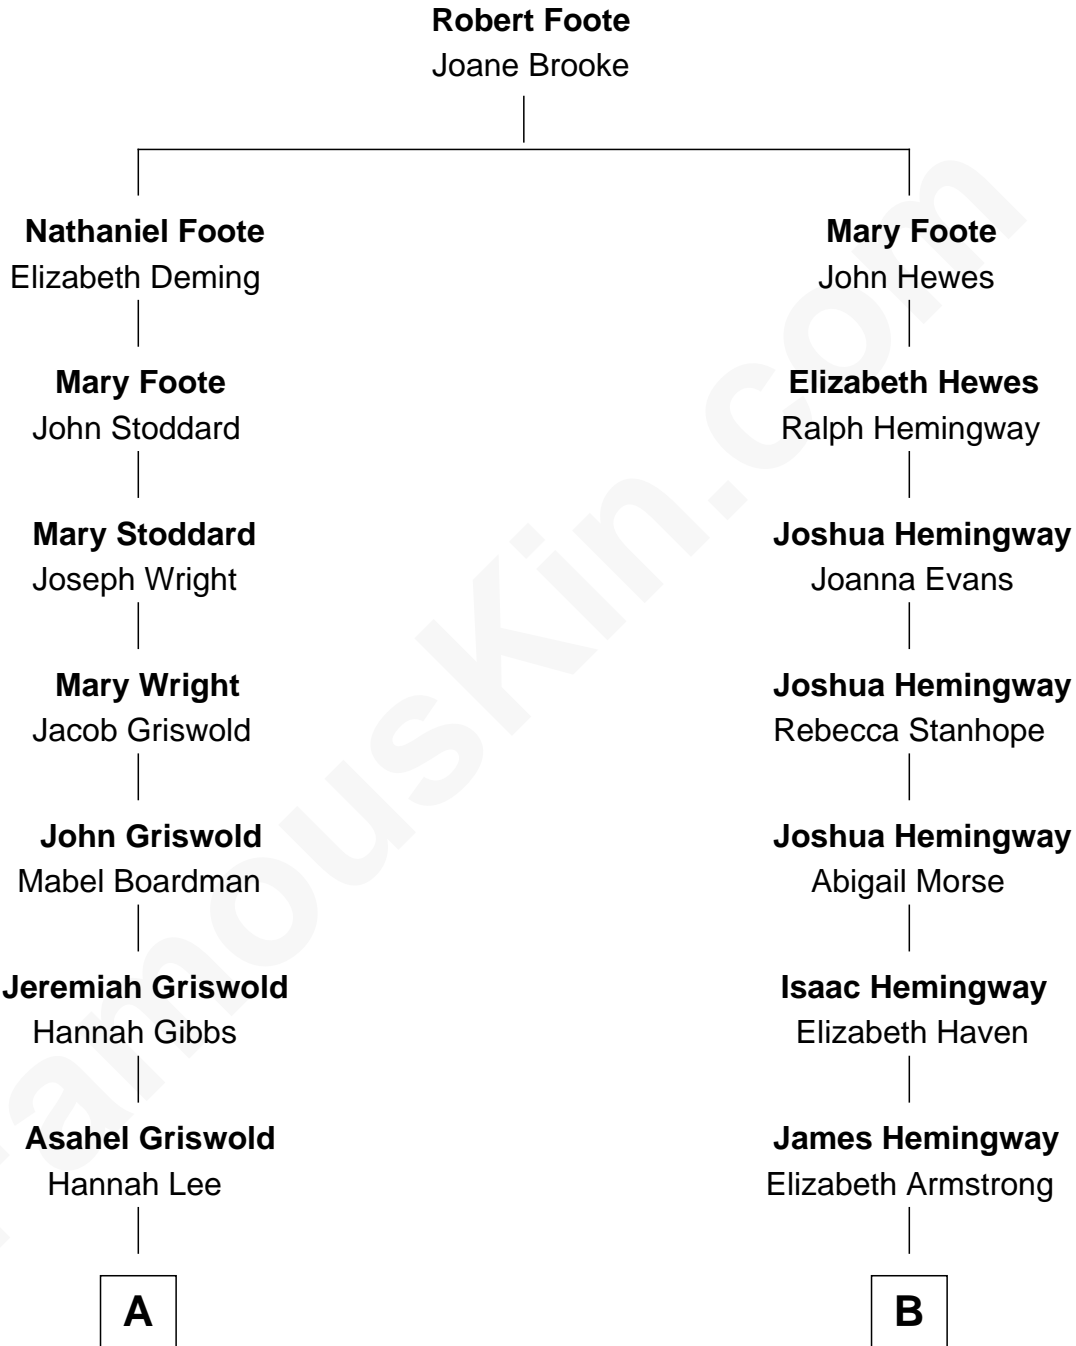 Robert Foote
Joane Brooke
Nathaniel Foote
Elizabeth Deming
Mary Foote
John Stoddard
Mary Stoddard
Joseph Wright
Mary Wright
Jacob Griswold
John Griswold
Mabel Boardman
Jeremiah Griswold
Hannah Gibbs
Asahel Griswold
Hannah Lee
A
Mary Foote
John Hewes
Elizabeth Hewes
Ralph Hemingway
Joshua Hemingway
Joanna Evans
Joshua Hemingway
Rebecca Stanhope
Joshua Hemingway
Abigail Morse
Isaac Hemingway
Elizabeth Haven
James Hemingway
Elizabeth Armstrong
B
FamousKin.com